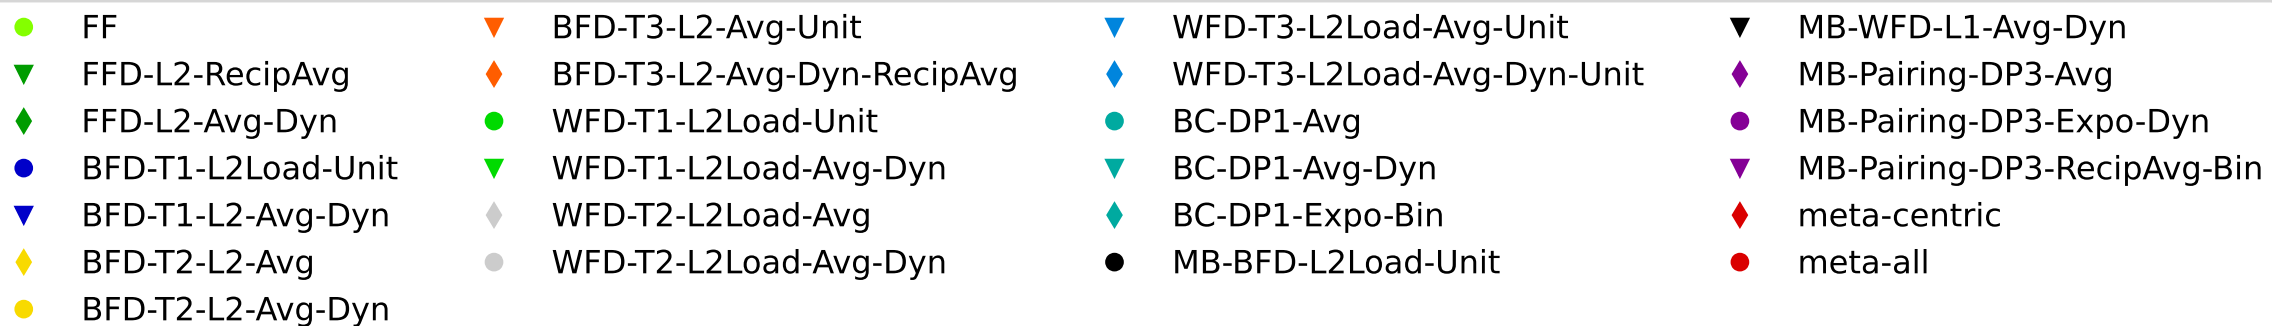 FF
FFD-L2-RecipAvg
FFD-L2-Avg-Dyn
BFD-T1-L2Load-Unit
BFD-T1-L2-Avg-Dyn
BFD-T2-L2-Avg
BFD-T2-L2-Avg-Dyn
BFD-T3-L2-Avg-Unit
BFD-T3-L2-Avg-Dyn-RecipAvg
WFD-T1-L2Load-Unit
WFD-T1-L2Load-Avg-Dyn
WFD-T2-L2Load-Avg
WFD-T2-L2Load-Avg-Dyn
WFD-T3-L2Load-Avg-Unit
WFD-T3-L2Load-Avg-Dyn-Unit
BC-DP1-Avg
BC-DP1-Avg-Dyn
BC-DP1-Expo-Bin
MB-BFD-L2Load-Unit
MB-WFD-L1-Avg-Dyn
MB-Pairing-DP3-Avg
MB-Pairing-DP3-Expo-Dyn
MB-Pairing-DP3-RecipAvg-Bin
meta-centric
meta-all